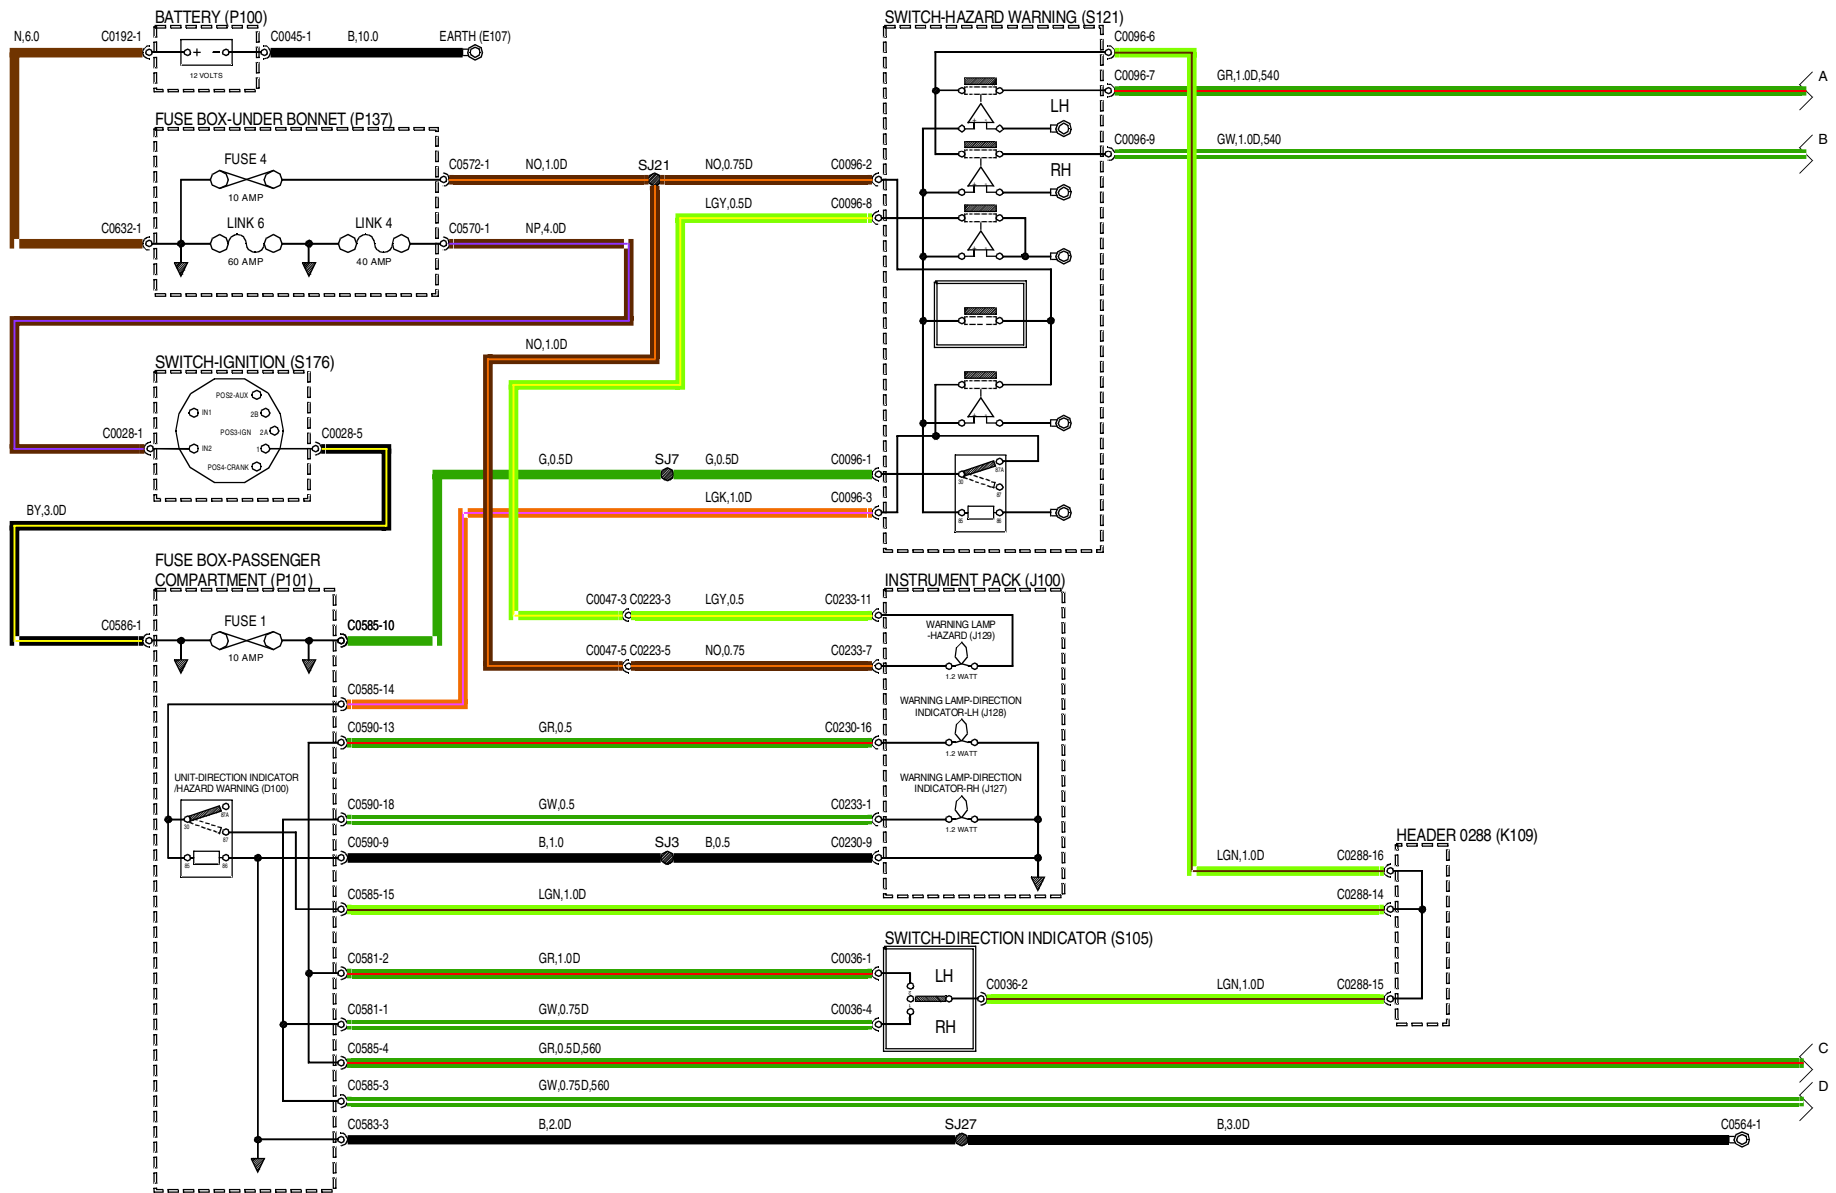 BATTERY (P100)
N,6.0
C0192-1
+ -
12 VOLTS
C0045-1
B,10.0
EARTH (E107)
FUSE BOX-UNDER BONNET (P137)
FUSE 4
10 AMP
C0572-1
NO,1.0D
SJ21
NO,0.75D
C0096-2
LGY,0.5D
C0096-8
C0632-1
LINK 6
60 AMP
LINK 4
40 AMP
C0570-1
NP,4.0D
NO,1.0D
SWITCH-IGNITION (S176)
POS2-AUX
IN1
2B
POS3-IGN
2A
IN2
1
POS4-CRANK
C0028-1
C0028-5
BY,3.0D
G,0.5D
SJ7
G,0.5D
C0096-1
LGK,1.0D
C0096-3
SWITCH-HAZARD WARNING (S121)
C0096-6
C0096-7
GR,1.0D,540
A
LH
C0096-9
GW,1.0D,540
B
RH
30
87A
87
85
86
FUSE BOX-PASSENGER
COMPARTMENT (P101)
C0586-1
FUSE 1
10 AMP
C0585-10
C0585-14
C0590-13
GR,0.5
C0230-16
UNIT-DIRECTION INDICATOR
/HAZARD WARNING (D100)
30
87A
87
85
86
C0590-18
GW,0.5
C0233-1
C0590-9
B,1.0
SJ3
B,0.5
C0230-9
C0585-15
LGN,1.0D
INSTRUMENT PACK (J100)
C0047-3 C0223-3
LGY,0.5
C0233-11
WARNING LAMP
-HAZARD (J129)
1.2 WATT
C0047-5 C0223-5
NO,0.75
C0233-7
WARNING LAMP-DIRECTION
INDICATOR-LH (J128)
1.2 WATT
WARNING LAMP-DIRECTION
INDICATOR-RH (J127)
1.2 WATT
HEADER 0288 (K109)
LGN,1.0D
C0288-16
C0288-14
SWITCH-DIRECTION INDICATOR (S105)
C0581-2
GR,1.0D
C0036-1
LH
C0036-2
LGN,1.0D
C0288-15
C0581-1
GW,0.75D
C0036-4
RH
C0585-4
GR,0.5D,560
C
C0585-3
GW,0.75D,560
D
C0583-3
B,2.0D
SJ27
B,3.0D
C0564-1